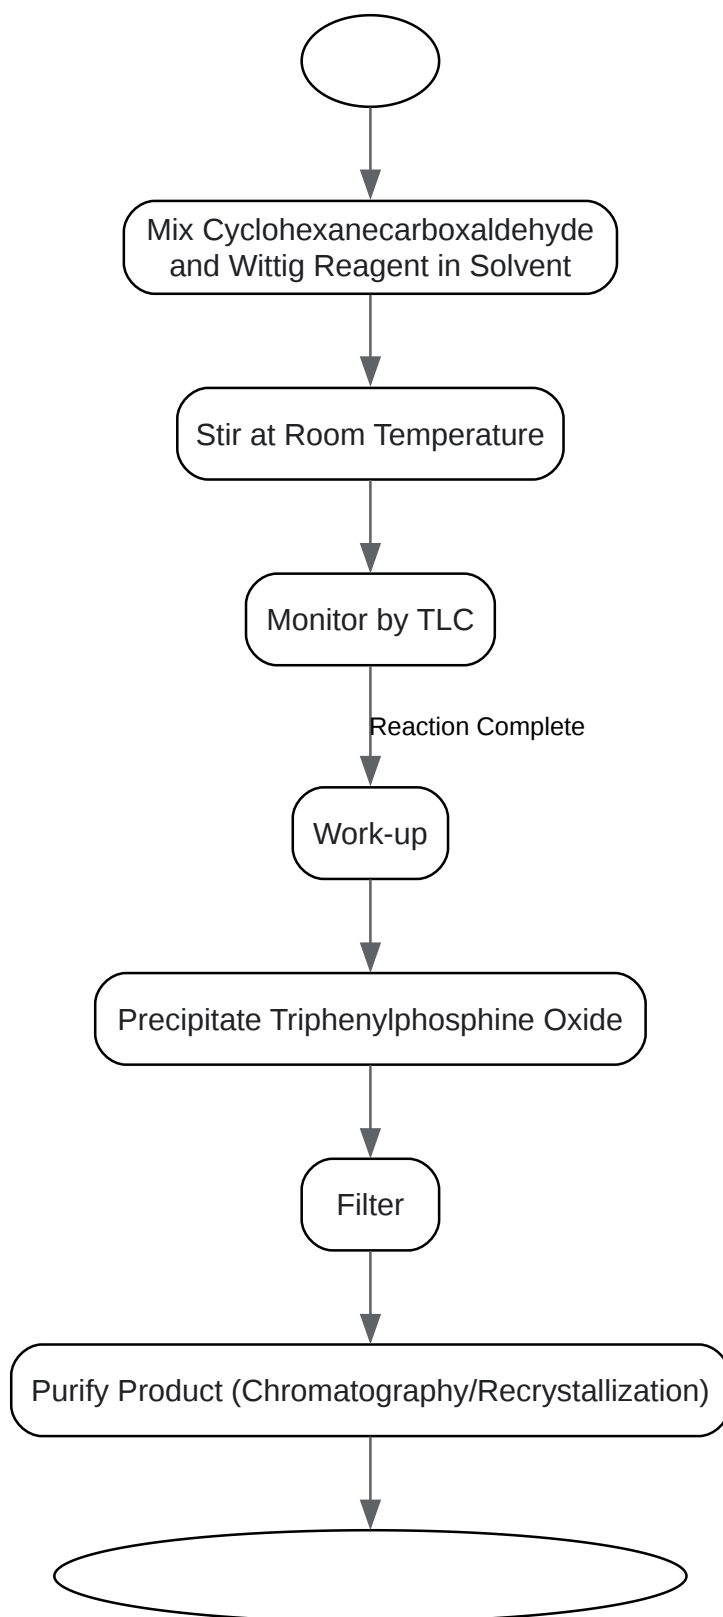 Mix Cyclohexanecarboxaldehyde
and Wittig Reagent in Solvent
Stir at Room Temperature
Monitor by TLC
Reaction Complete
Work-up
Precipitate Triphenylphosphine Oxide
Filter
Purify Product (Chromatography/Recrystallization)